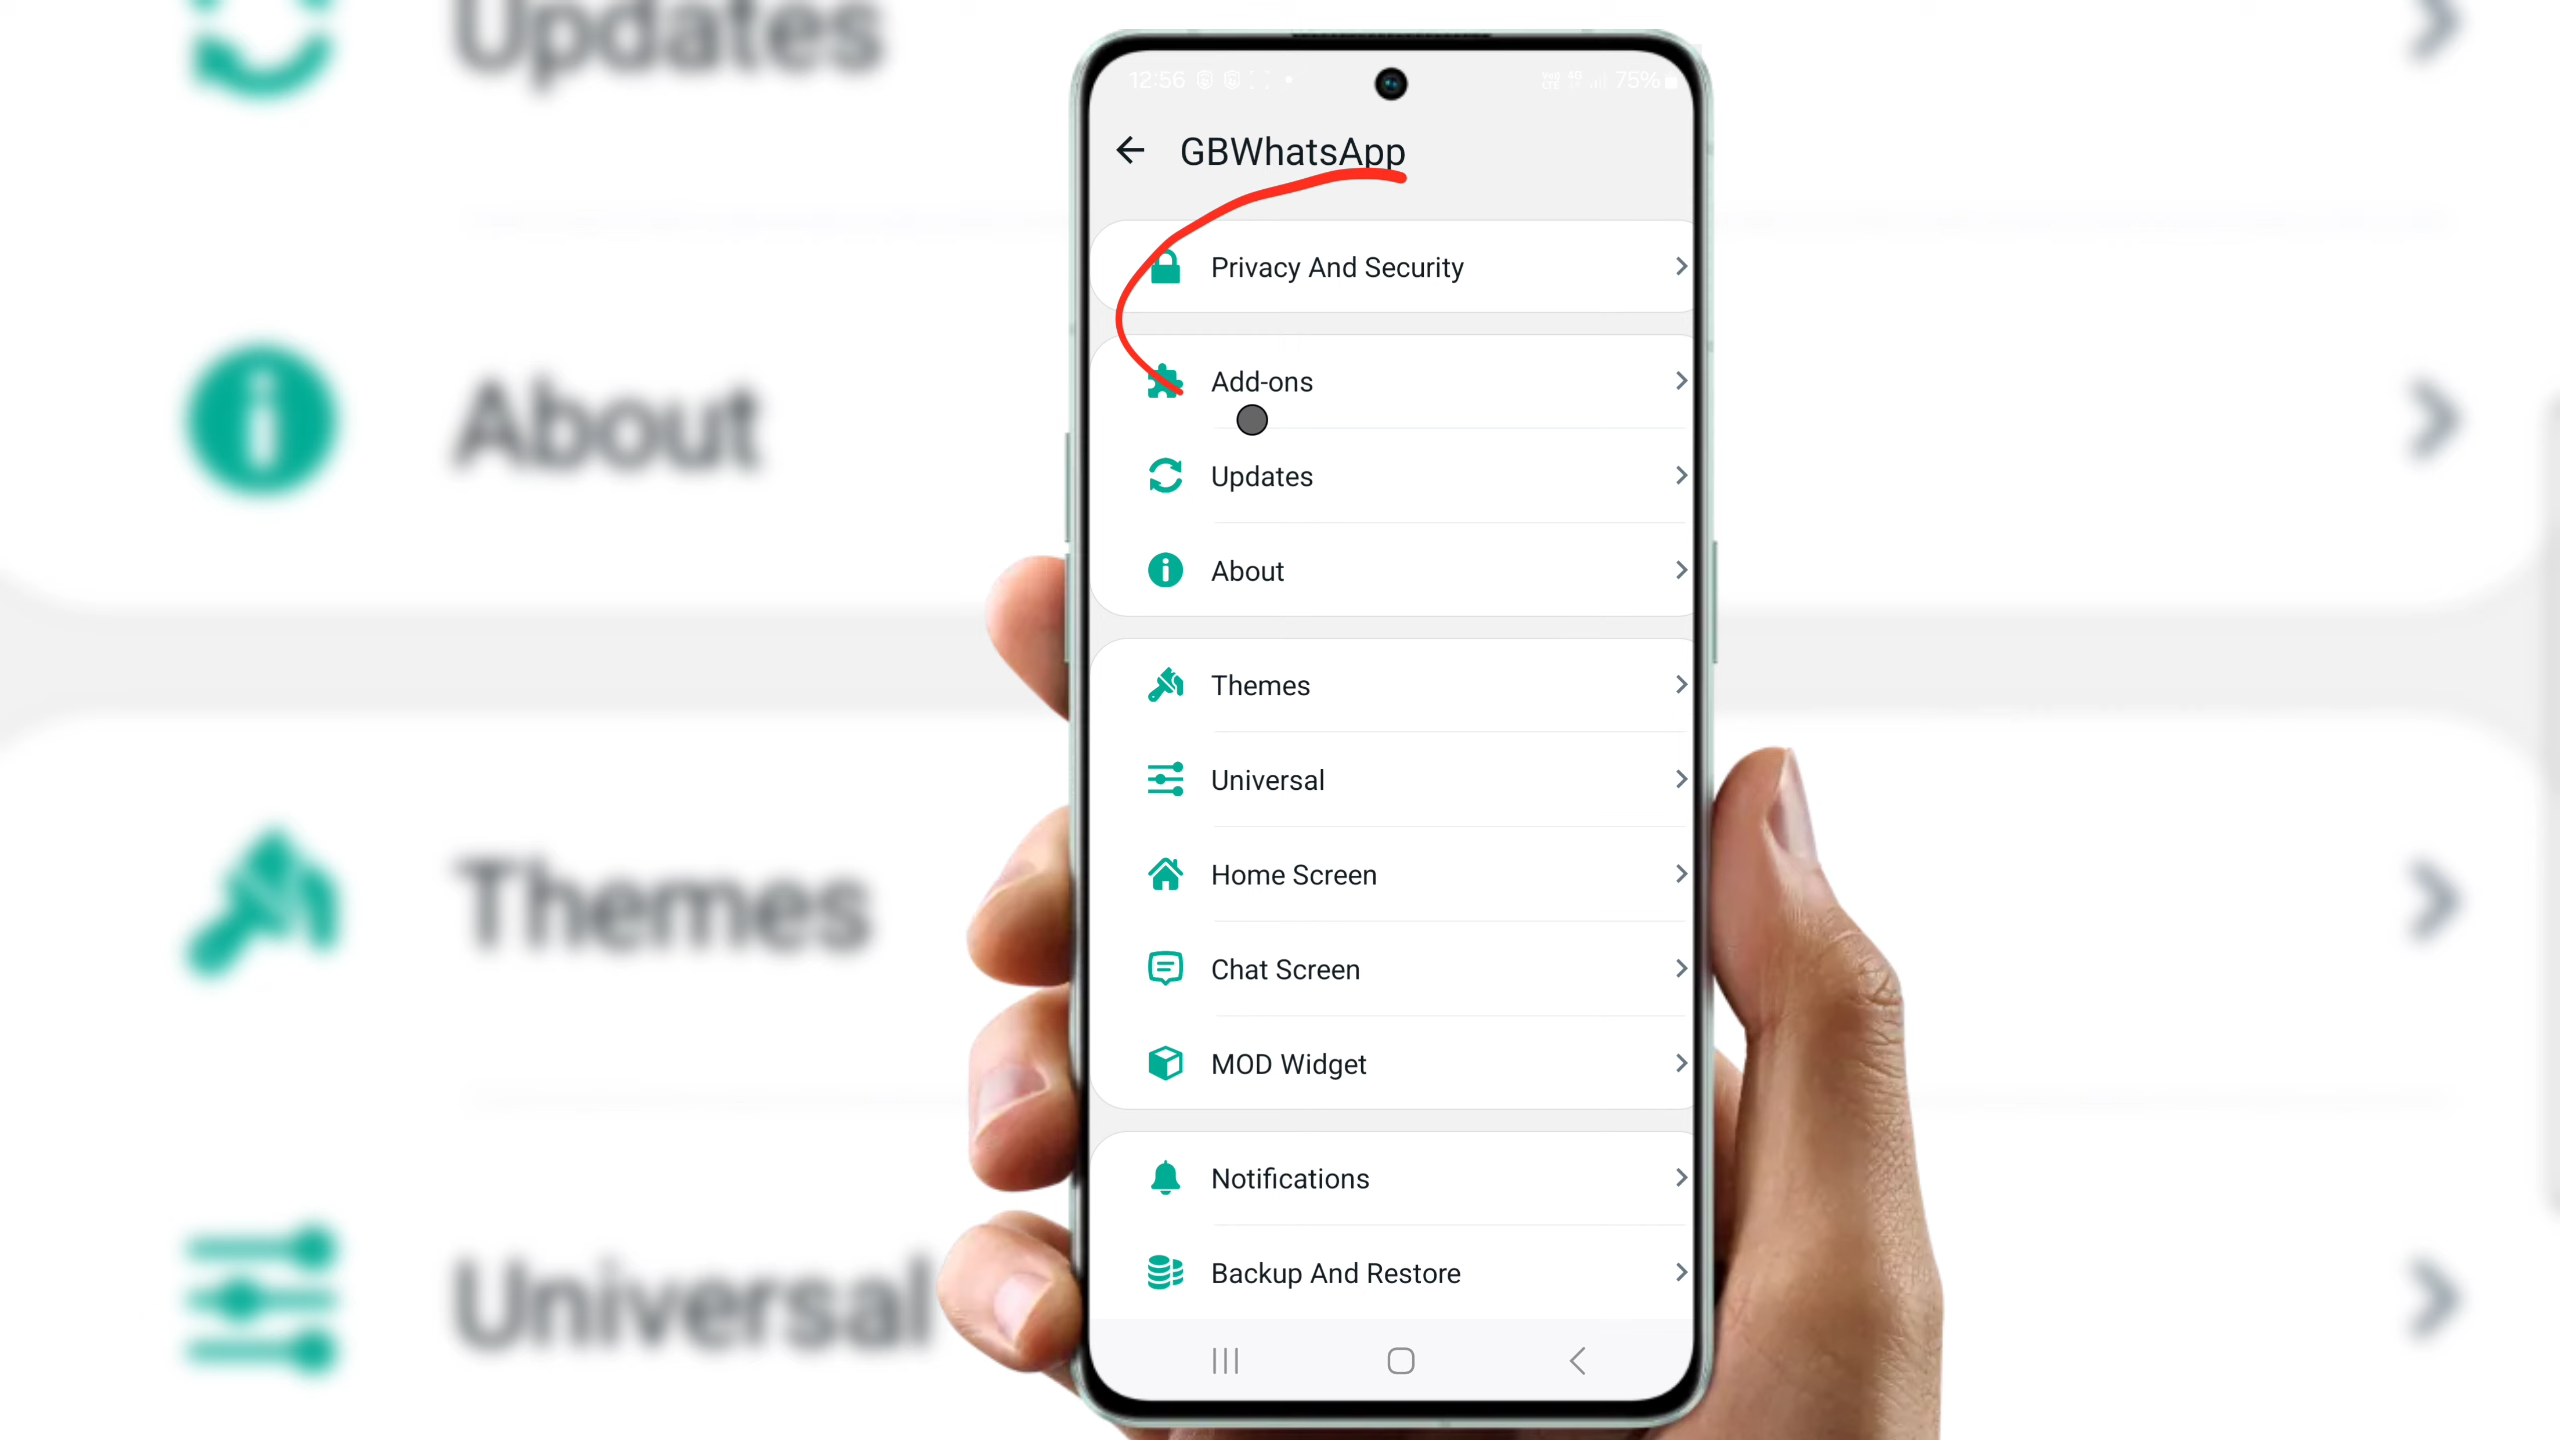 Updates
About
Themes
Universal
12:56
75%
GBWhatsApp
Privacy And Security
Add-ons
Updates
About
Themes
Universal
Home Screen
Chat Screen
MOD Widget
Notifications
Backup And Restore